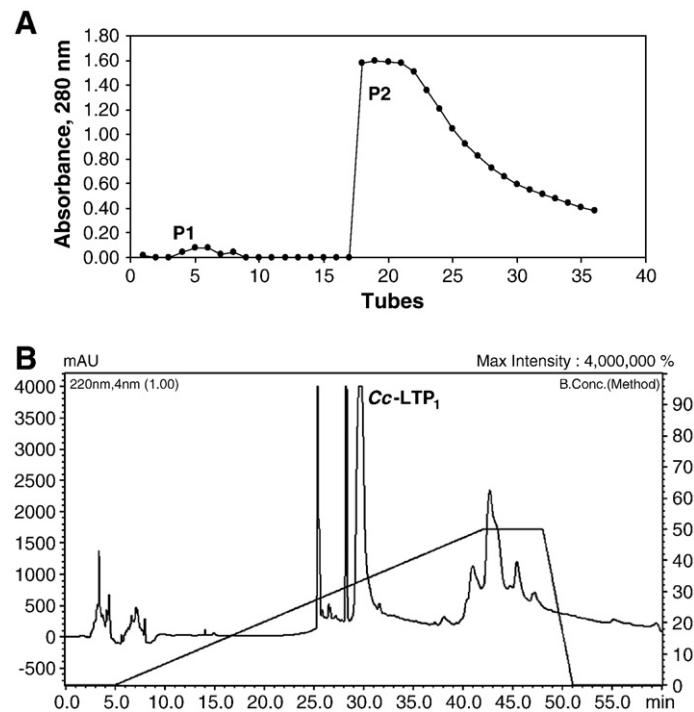 A
Absorbance, 280 nm
1.80
1.60
1.40
1.20
1.00
0.80
0.60
0.40
0.20
0.00
P1
P2
0 5 10 15 20 25 30 35 40
Tubes
B
mAU Max Intensity : 4,000,000 %
220nm,4nm (1.00) B.Conc.(Method)
Cc-LTP1
4000
3500
3000
2500
2000
1500
1000
500
0
-500
90
80
70
60
50
40
30
20
10
0
0.0 5.0 10.0 15.0 20.0 25.0 30.0 35.0 40.0 45.0 50.0 55.0 min